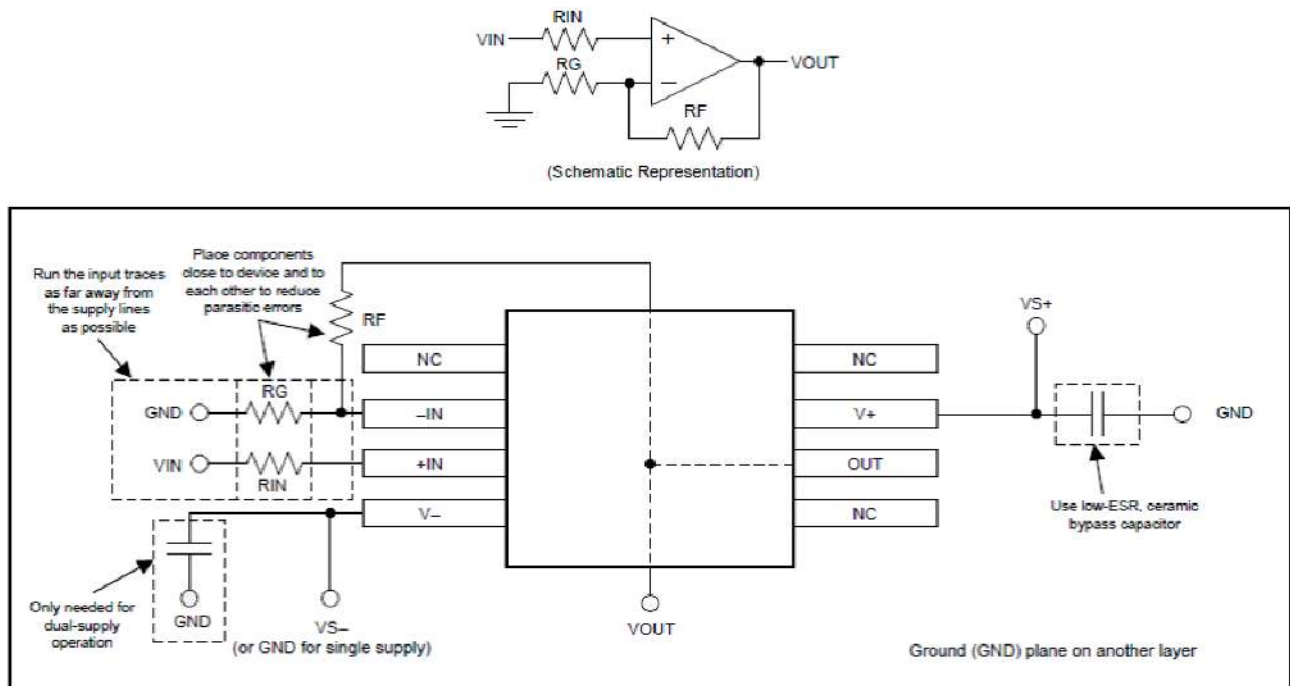 RIN
VIN
+
RG
VOUT
–
RF
(Schematic Representation)
Place components
close to device and to
each other to reduce
parasitic errors
Run the input traces
as far away from
the supply lines
as possible
RF
VS+
NC
NC
RG
GND
–IN
V+
GND
VIN
+IN
OUT
RIN
V–
NC
Use low-ESR, ceramic
bypass capacitor
Only needed for
dual-supply
operation
GND
VS–
(or GND for single supply)
VOUT
Ground (GND) plane on another layer